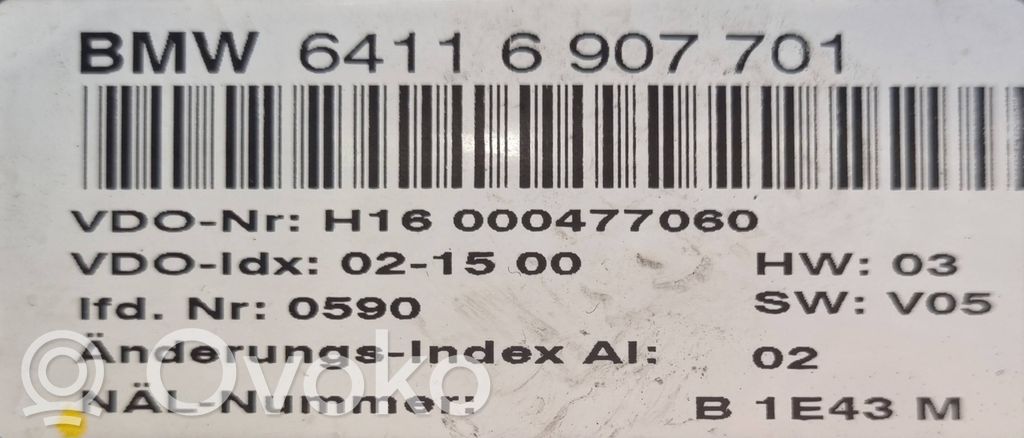 BMW 6411 6 907 701
VDO-Nr: H16 000477060
VDO-Idx: 02-15 00 HW: 03
lfd. Nr: 0590 SW: V05
Änderungs-Index AI: 02
NÄL-Nummer: B 1E43 M
Ovoko